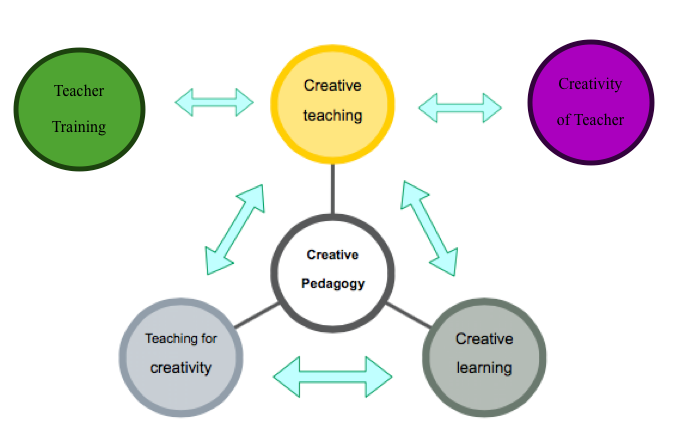 Teacher
Training
Creative
teaching
Creativity
of Teacher
Creative
Pedagogy
Teaching for
creativity
Creative
learning